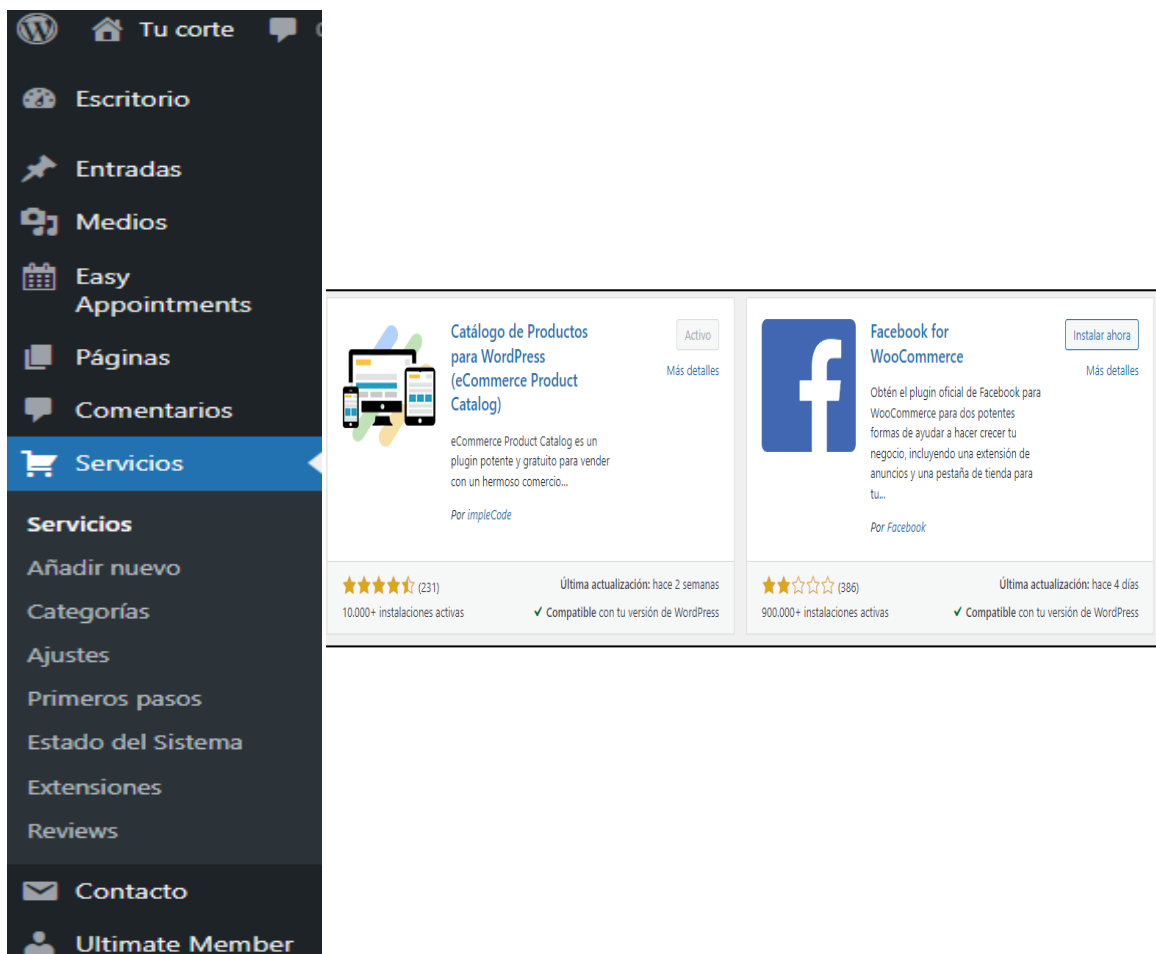 Tu corte
Escritorio
Entradas
Medios
Easy
Appointments
Páginas
Comentarios
Servicios
Servicios
Añadir nuevo
Categorías
Ajustes
Primeros pasos
Estado del Sistema
Extensiones
Reviews
Contacto
Ultimate Member
Catálogo de Productos
para WordPress
(eCommerce Product
Catalog)
Activo
Más detalles
eCommerce Product Catalog es un
plugin potente y gratuito para vender
con un hermoso comercio...
Por impleCode
(231)
Última actualización: hace 2 semanas
10.000+ instalaciones activas
✓ Compatible con tu versión de WordPress
Facebook for
WooCommerce
Instalar ahora
Más detalles
Obtén el plugin oficial de Facebook para
WooCommerce para dos potentes
formas de ayudar a hacer crecer tu
negocio, incluyendo una extensión de
anuncios y una pestaña de tienda para
tu...
Por Facebook
(386)
Última actualización: hace 4 días
900.000+ instalaciones activas
✓ Compatible con tu versión de WordPress